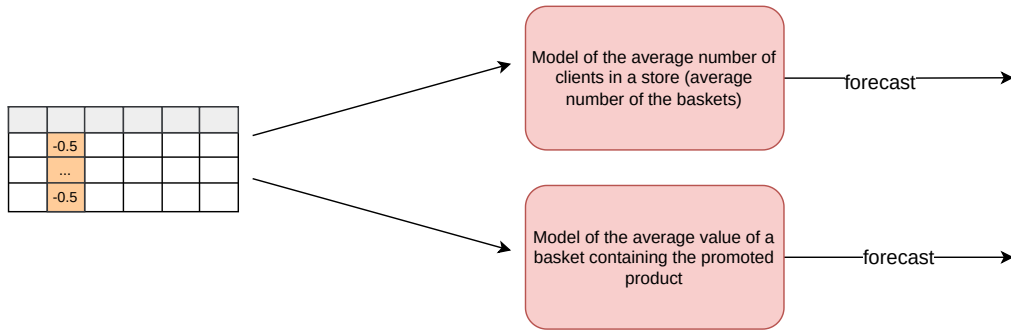 Model of the average number of
clients in a store (average
number of the baskets)
forecast
-0.5
...
-0.5
Model of the average value of a
basket containing the promoted
product
forecast